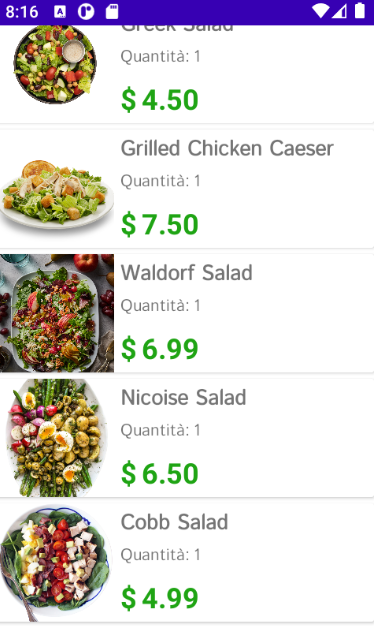 8:16
Greek Salad
Quantità: 1
$ 4.50
Grilled Chicken Caeser
Quantità: 1
$ 7.50
Waldorf Salad
Quantità: 1
$ 6.99
Nicoise Salad
Quantità: 1
$ 6.50
Cobb Salad
Quantità: 1
$ 4.99